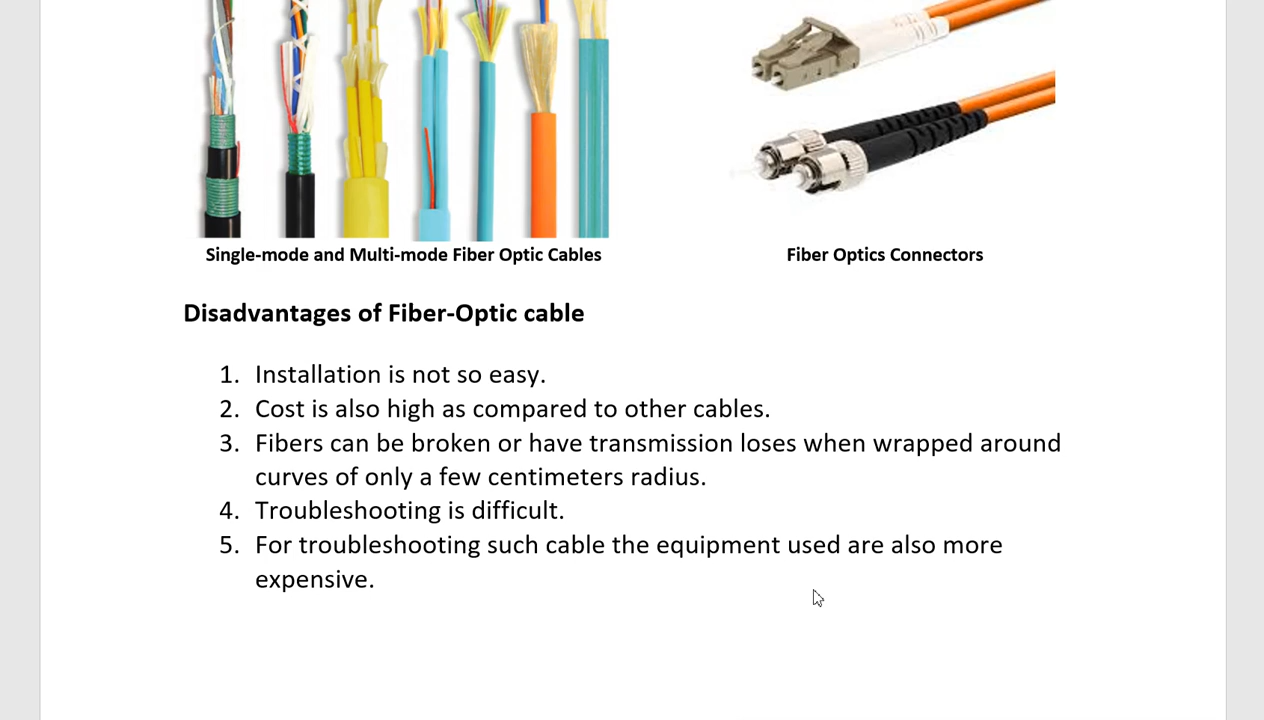 Single-mode and Multi-mode Fiber Optic Cables
Fiber Optics Connectors
Disadvantages of Fiber-Optic cable
1. Installation is not so easy.
2. Cost is also high as compared to other cables.
3. Fibers can be broken or have transmission loses when wrapped around
curves of only a few centimeters radius.
4. Troubleshooting is difficult.
5. For troubleshooting such cable the equipment used are also more
expensive.